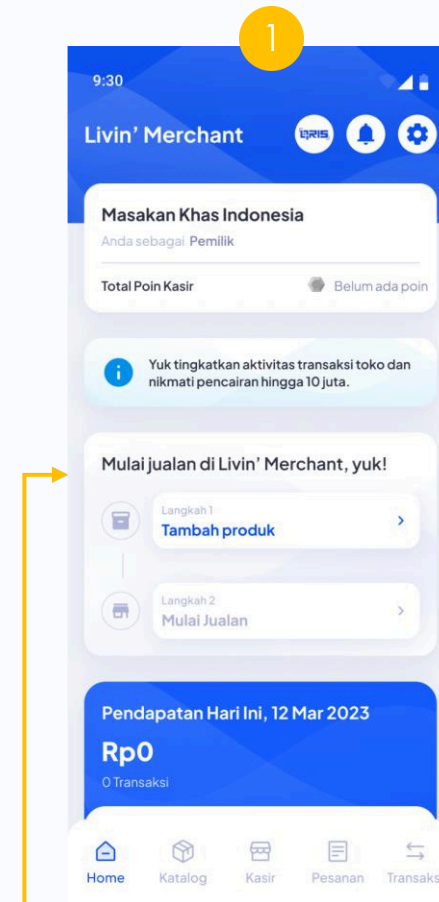 1
9:30
Livin’ Merchant
QRIS
Masakan Khas Indonesia
Anda sebagai Pemilik
Total Poin Kasir
Belum ada poin
Yuk tingkatkan aktivitas transaksi toko dan
nikmati pencairan hingga 10 juta.
Mulai jualan di Livin’ Merchant, yuk!
Langkah 1
Tambah produk
Langkah 2
Mulai Jualan
Pendapatan Hari Ini, 12 Mar 2023
Rp0
0 Transaksi
Home
Katalog
Kasir
Pesanan
Transaks